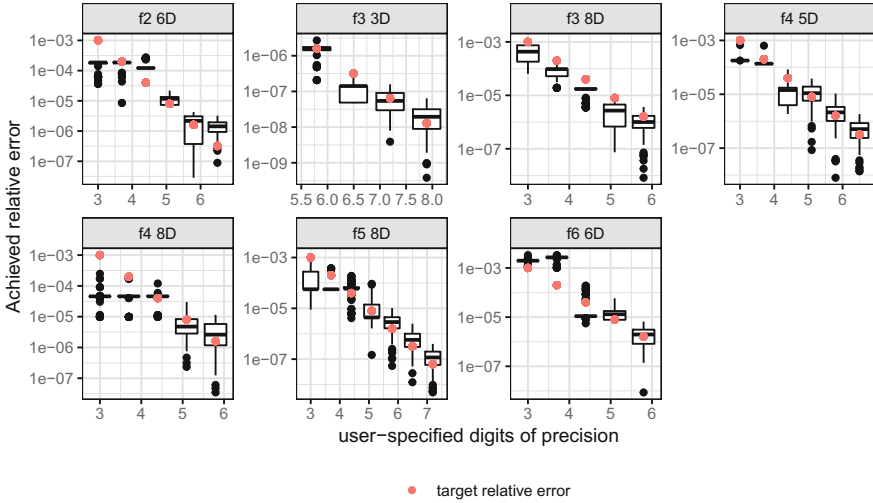 f2 6D
f3 3D
f3 8D
f4 5D
1e−03
1e−04
1e−05
1e−06
1e−07
3 4 5 6
1e−06
1e−07
1e−08
1e−09
5.5 6.0 6.5 7.0 7.5 8.0
1e−03
1e−05
1e−07
3 4 5 6
1e−03
1e−05
1e−07
3 4 5 6
Achieved relative error
f4 8D
f5 8D
f6 6D
1e−03
1e−04
1e−05
1e−06
1e−07
3 4 5 6
1e−03
1e−05
1e−07
3 4 5 6 7
1e−03
1e−05
1e−07
3 4 5 6
user−specified digits of precision
target relative error